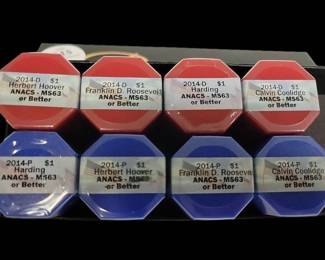 2014-D $1
Herbert Hoover
ANACS - MS63
or Better
2014-D $1
Franklin D. Roosevelt
ANACS - MS63
or Better
2014-D $1
Harding
ANACS - MS63
or Better
2014-D $1
Calvin Coolidge
ANACS - MS63
or Better
2014-P $1
Harding
ANACS - MS63
or Better
2014-P $1
Herbert Hoover
ANACS - MS63
or Better
2014-P $1
Franklin D. Roosevelt
ANACS - MS63
or Better
2014-P $1
Calvin Coolidge
ANACS - MS63
or Better